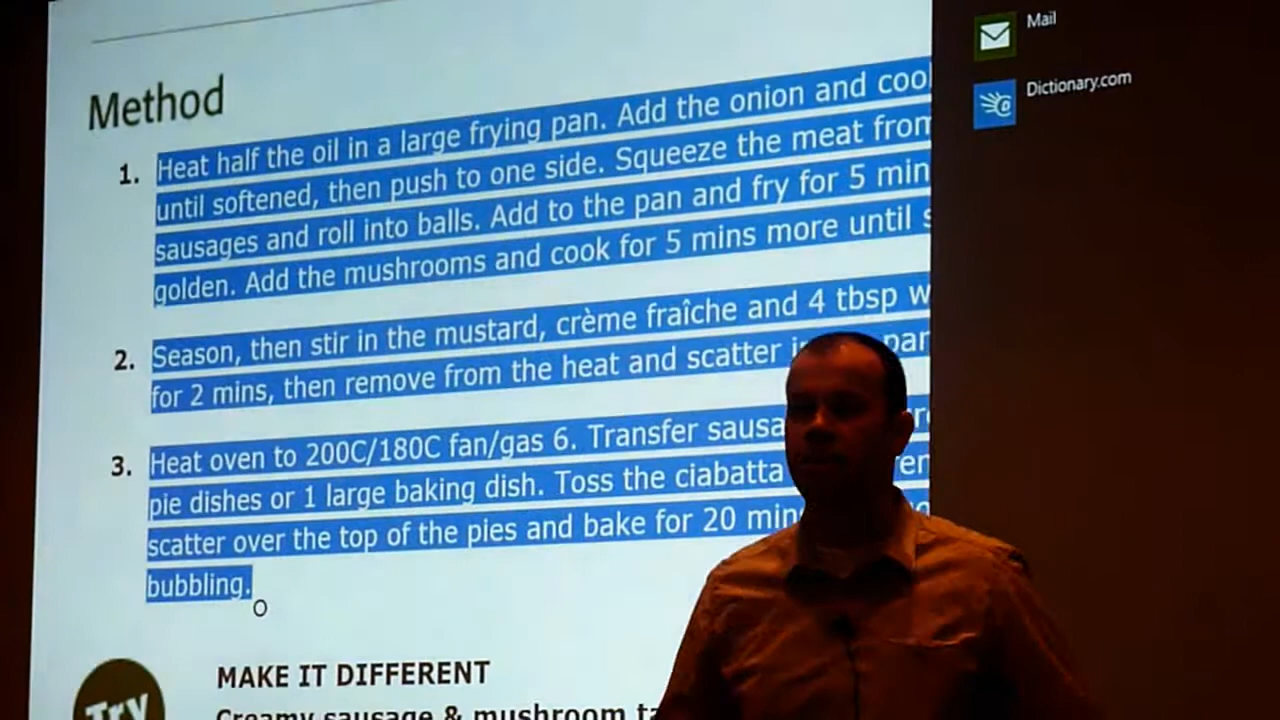 Method
1. Heat half the oil in a large frying pan. Add the onion and cook
until softened, then push to one side. Squeeze the meat from
sausages and roll into balls. Add to the pan and fry for 5 min
golden. Add the mushrooms and cook for 5 mins more until s
2. Season, then stir in the mustard, crème fraîche and 4 tbsp w
for 2 mins, then remove from the heat and scatter par
3. Heat oven to 200C/180C fan/gas 6. Transfer sausa
pie dishes or 1 large baking dish. Toss the ciabatta
scatter over the top of the pies and bake for 20 min
bubbling.
Try
MAKE IT DIFFERENT
Creamy sausage & mushroom ta
Mail
Dictionary.com